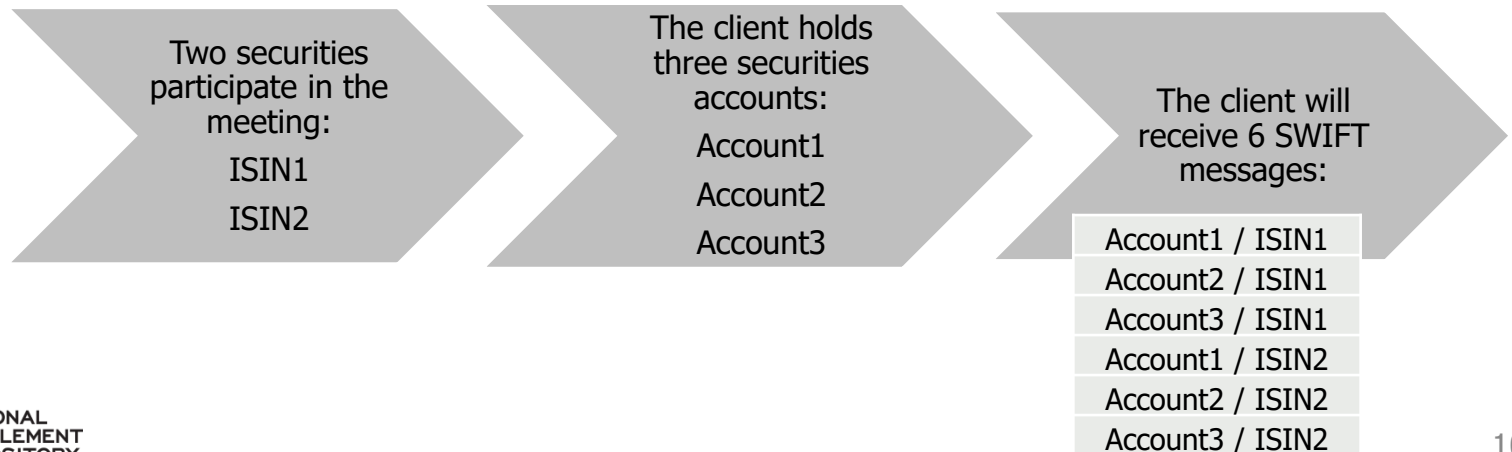 Two securities
participate in the
meeting:
ISIN1
ISIN2
The client holds
three securities
accounts:
Account1
Account2
Account3
The client will
receive 6 SWIFT
messages:
Account1 / ISIN1
Account2 / ISIN1
Account3 / ISIN1
Account1 / ISIN2
Account2 / ISIN2
Account3 / ISIN2